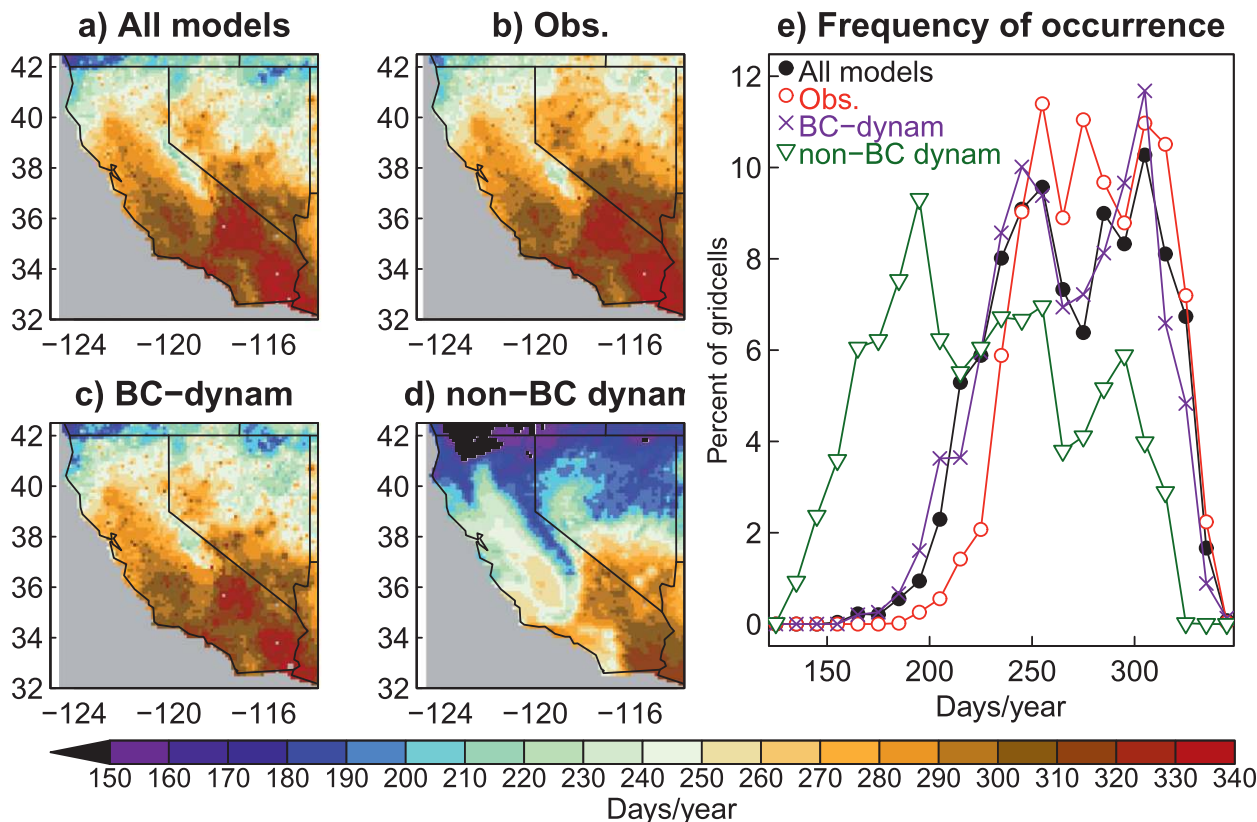 a) All models
b) Obs.
e) Frequency of occurrence
42
40
38
36
34
32
−124 −120 −116
42
40
38
36
34
32
−124 −120 −116
c) BC−dynam
d) non−BC dynam
42
40
38
36
34
32
−124 −120 −116
42
40
38
36
34
32
−124 −120 −116
All models
Obs.
BC−dynam
non−BC dynam
Percent of gridcells
12
10
8
6
4
2
0
150 200 250 300
Days/year
150 160 170 180 190 200 210 220 230 240 250 260 270 280 290 300 310 320 330 340
Days/year